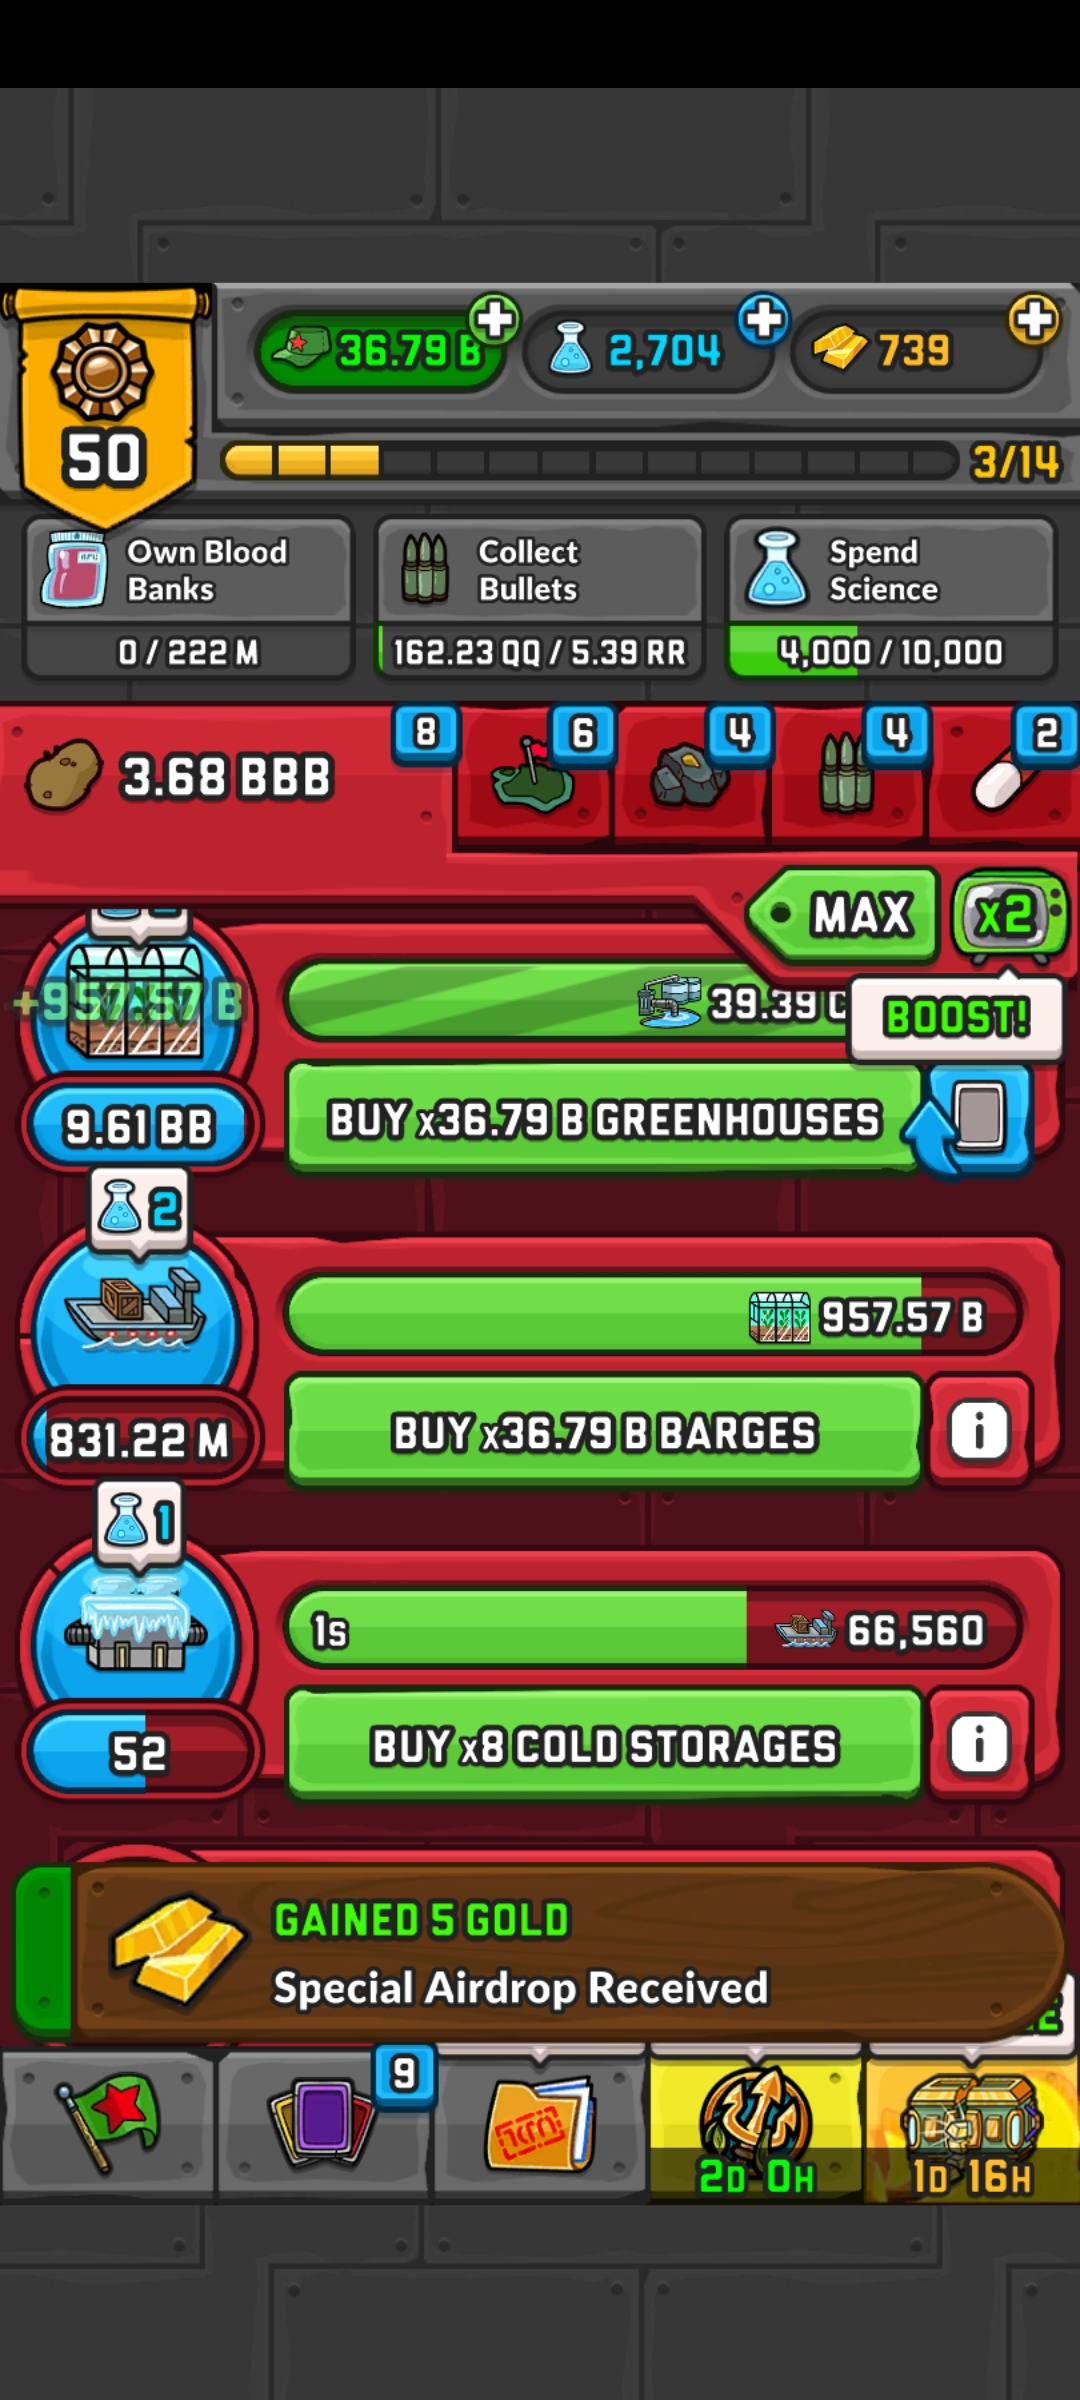 36.79 B
2,704
739
50
3/14
Own Blood
Banks
0 / 222 M
Collect
Bullets
162.23 QQ / 5.39 RR
Spend
Science
4,000 / 10,000
3.68 BBB
8
6
4
4
2
MAX
x2
BOOST!
+957.57 B
39.39
9.61 BB
BUY x36.79 B GREENHOUSES
2
957.57 B
831.22 M
BUY x36.79 B BARGES
i
1
1s
66,560
52
BUY x8 COLD STORAGES
i
GAINED 5 GOLD
Special Airdrop Received
9
2D 0H
1D 16H